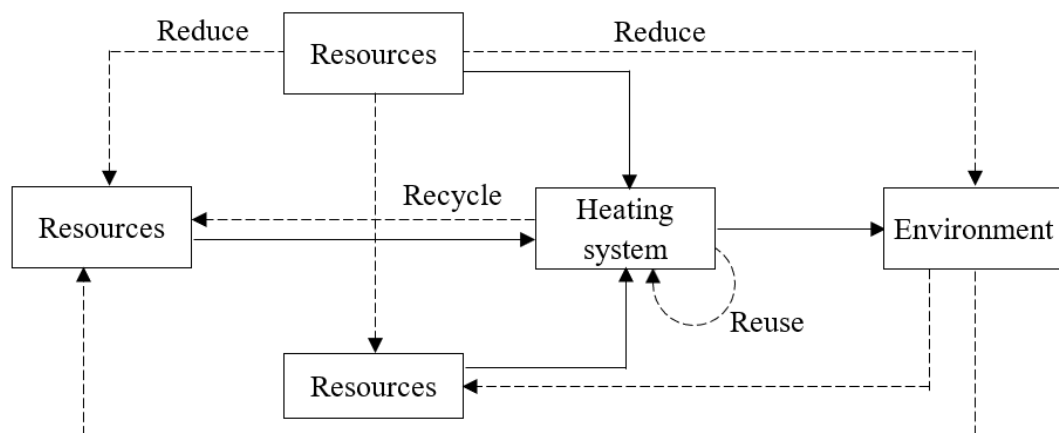 Reduce
Resources
Reduce
Resources
Recycle
Heating
system
Environment
Reuse
Resources